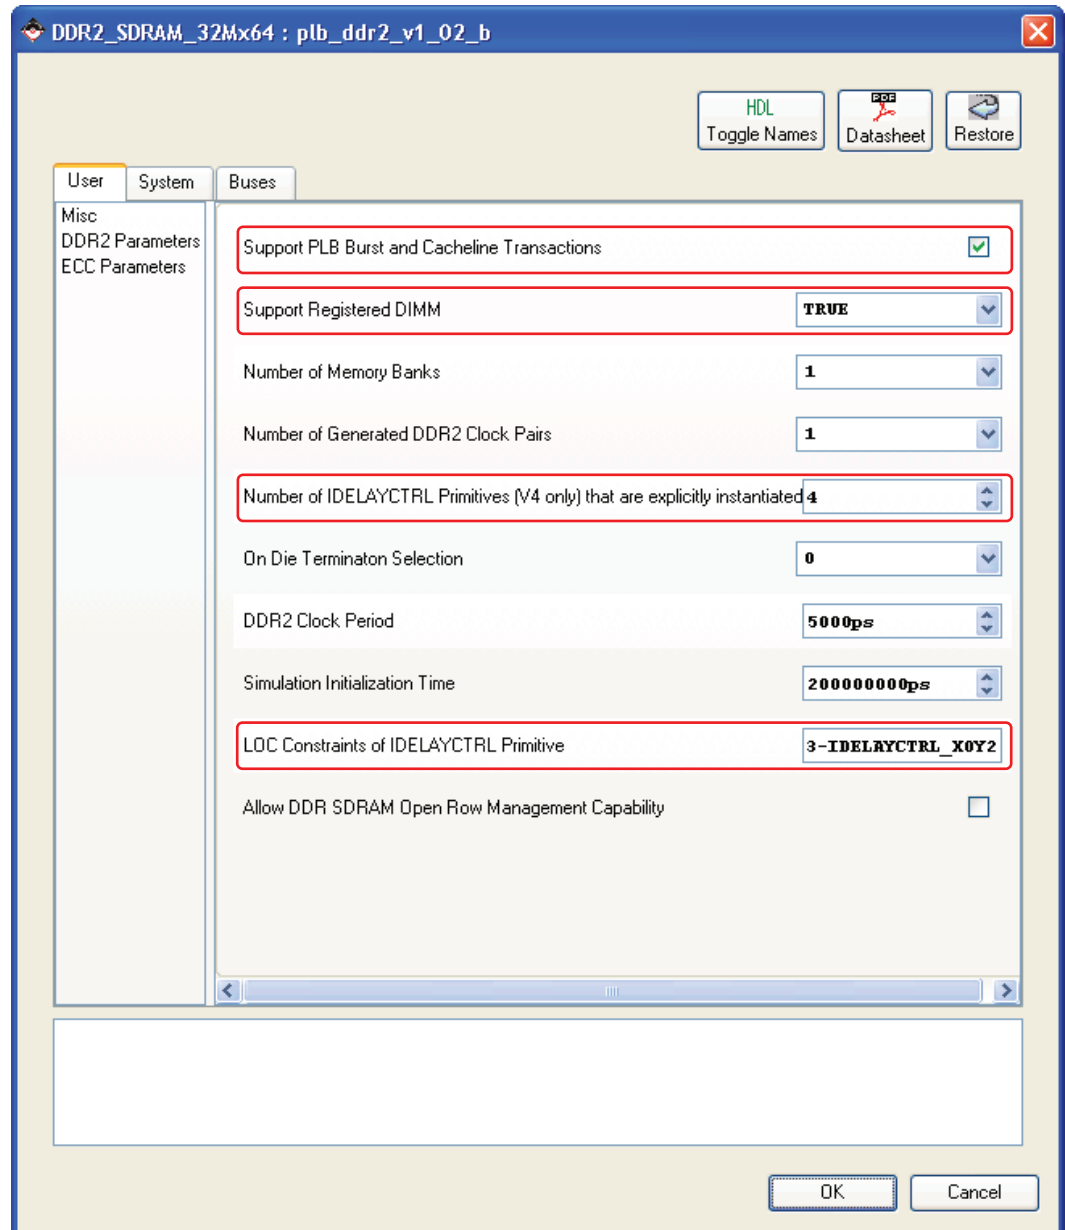 DDR2_SDRAM_32Mx64 : plb_ddr2_v1_02_b
HDL
Toggle Names
PDF
Datasheet
Restore
User
System
Buses
Misc
DDR2 Parameters
ECC Parameters
Support PLB Burst and Cacheline Transactions
Support Registered DIMM
TRUE
Number of Memory Banks
1
Number of Generated DDR2 Clock Pairs
1
Number of IDELAYCTRL Primitives (V4 only) that are explicitly instantiated
4
On Die Terminaton Selection
0
DDR2 Clock Period
5000ps
Simulation Initialization Time
200000000ps
LOC Constraints of IDELAYCTRL Primitive
3-IDELAYCTRL_X0Y2
Allow DDR SDRAM Open Row Management Capability
OK
Cancel